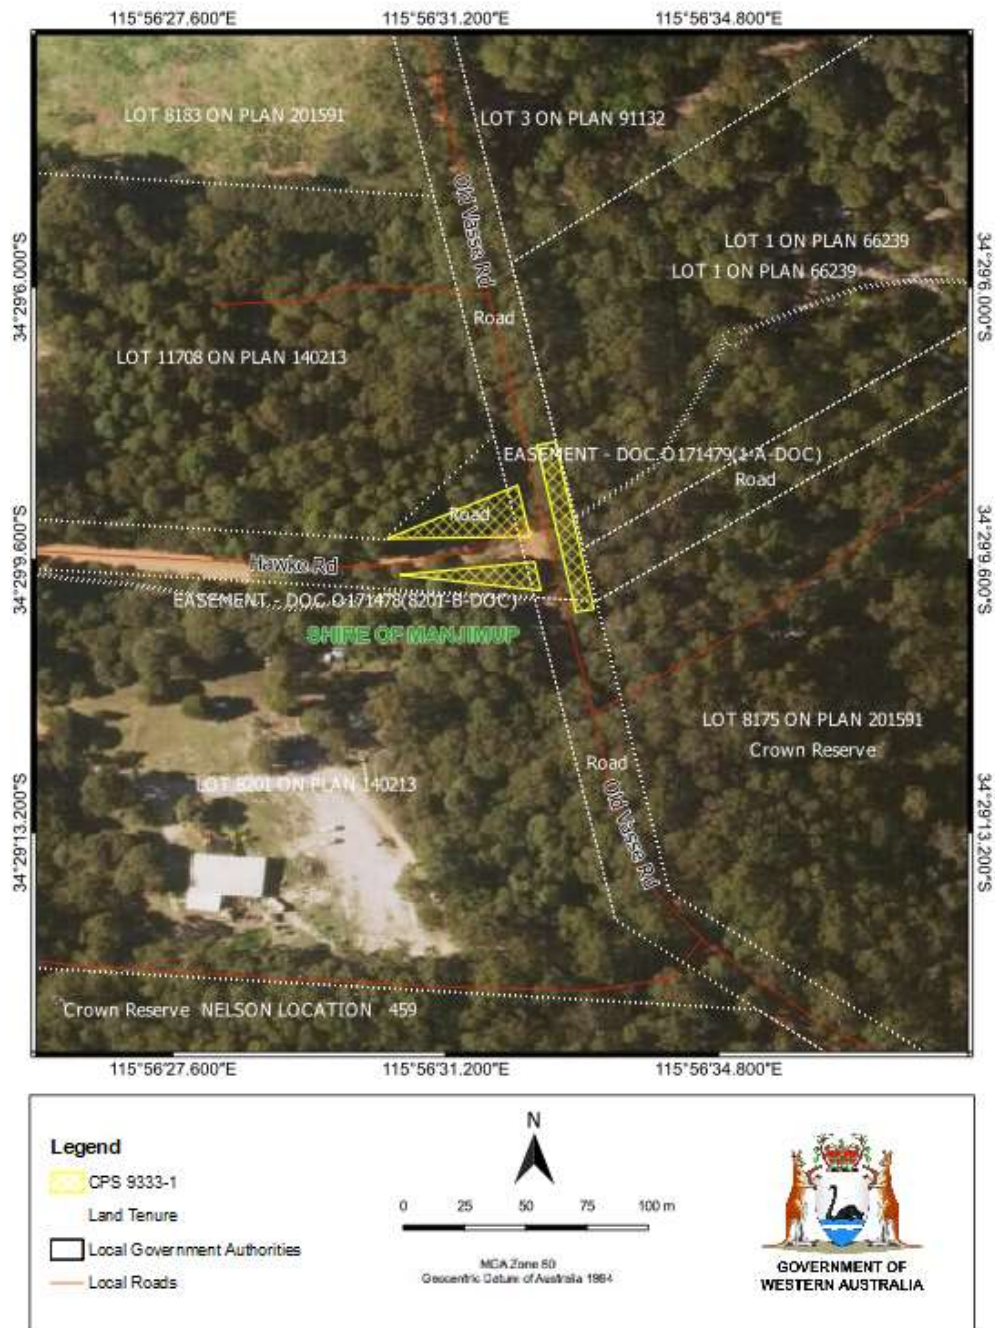 115°56'27.600"E 115°56'31.200"E 115°56'34.800"E
LOT 8183 ON PLAN 201591
LOT 3 ON PLAN 91132
Old Vasse Rd
LOT 1 ON PLAN 66239
LOT 1 ON PLAN 66239
34°29'6.000"S
34°29'6.000"S
Road
LOT 11708 ON PLAN 140213
EASEMENT - DOC O171479(1-A-DOC)
Road
Road
34°29'9.600"S
34°29'9.600"S
Hawke Rd
EASEMENT - DOC O171478(8201-B-DOC)
SHIRE OF MANJIMUP
LOT 8175 ON PLAN 201591
Crown Reserve
Road
LOT 8201 ON PLAN 140213
Old Vasse Rd
34°29'13.200"S
34°29'13.200"S
Crown Reserve NELSON LOCATION 459
115°56'27.600"E 115°56'31.200"E 115°56'34.800"E
Legend
CPS 9333-1
Land Tenure
Local Government Authorities
Local Roads
N
0 25 50 75 100 m
MGA Zone 50
Geocentric Datum of Australia 1994
GOVERNMENT OF
WESTERN AUSTRALIA